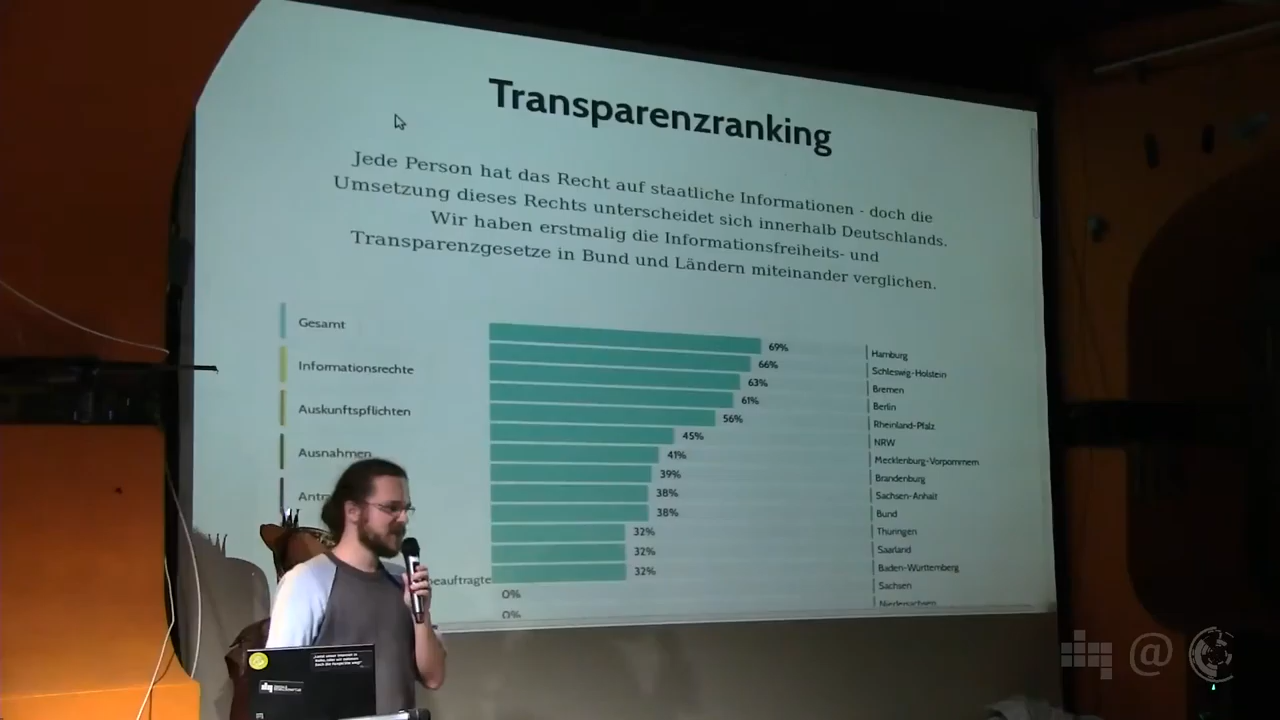 Transparenzranking
Jede Person hat das Recht auf staatliche Informationen - doch die
Umsetzung dieses Rechts unterscheidet sich innerhalb Deutschlands.
Wir haben erstmalig die Informationsfreiheits- und
Transparenzgesetze in Bund und Ländern miteinander verglichen.
Gesamt
Informationsrechte
Auskunftspflichten
Ausnahmen
Antr
beauftragte
69% Hamburg
66% Schleswig-Holstein
63% Bremen
61% Berlin
56% Rheinland-Pfalz
45% NRW
41% Mecklenburg-Vorpommern
39% Brandenburg
38% Sachsen-Anhalt
38% Bund
32% Thüringen
32% Saarland
32% Baden-Württemberg
0% Sachsen
0% Niedersachsen
@